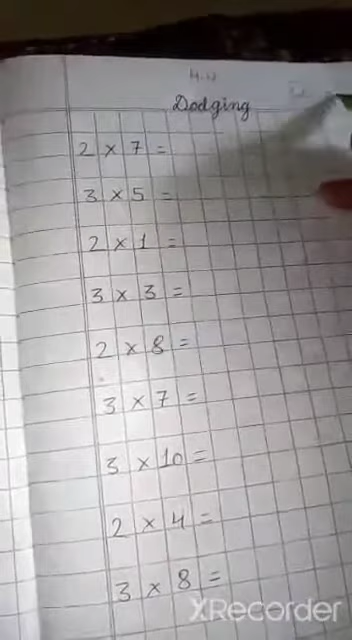 H.W
Dodging
2 × 7 =
3 × 5 =
2 × 1 =
3 × 3 =
2 × 8 =
3 × 7 =
3 × 10 =
2 × 4 =
3 × 8 =
XRecorder